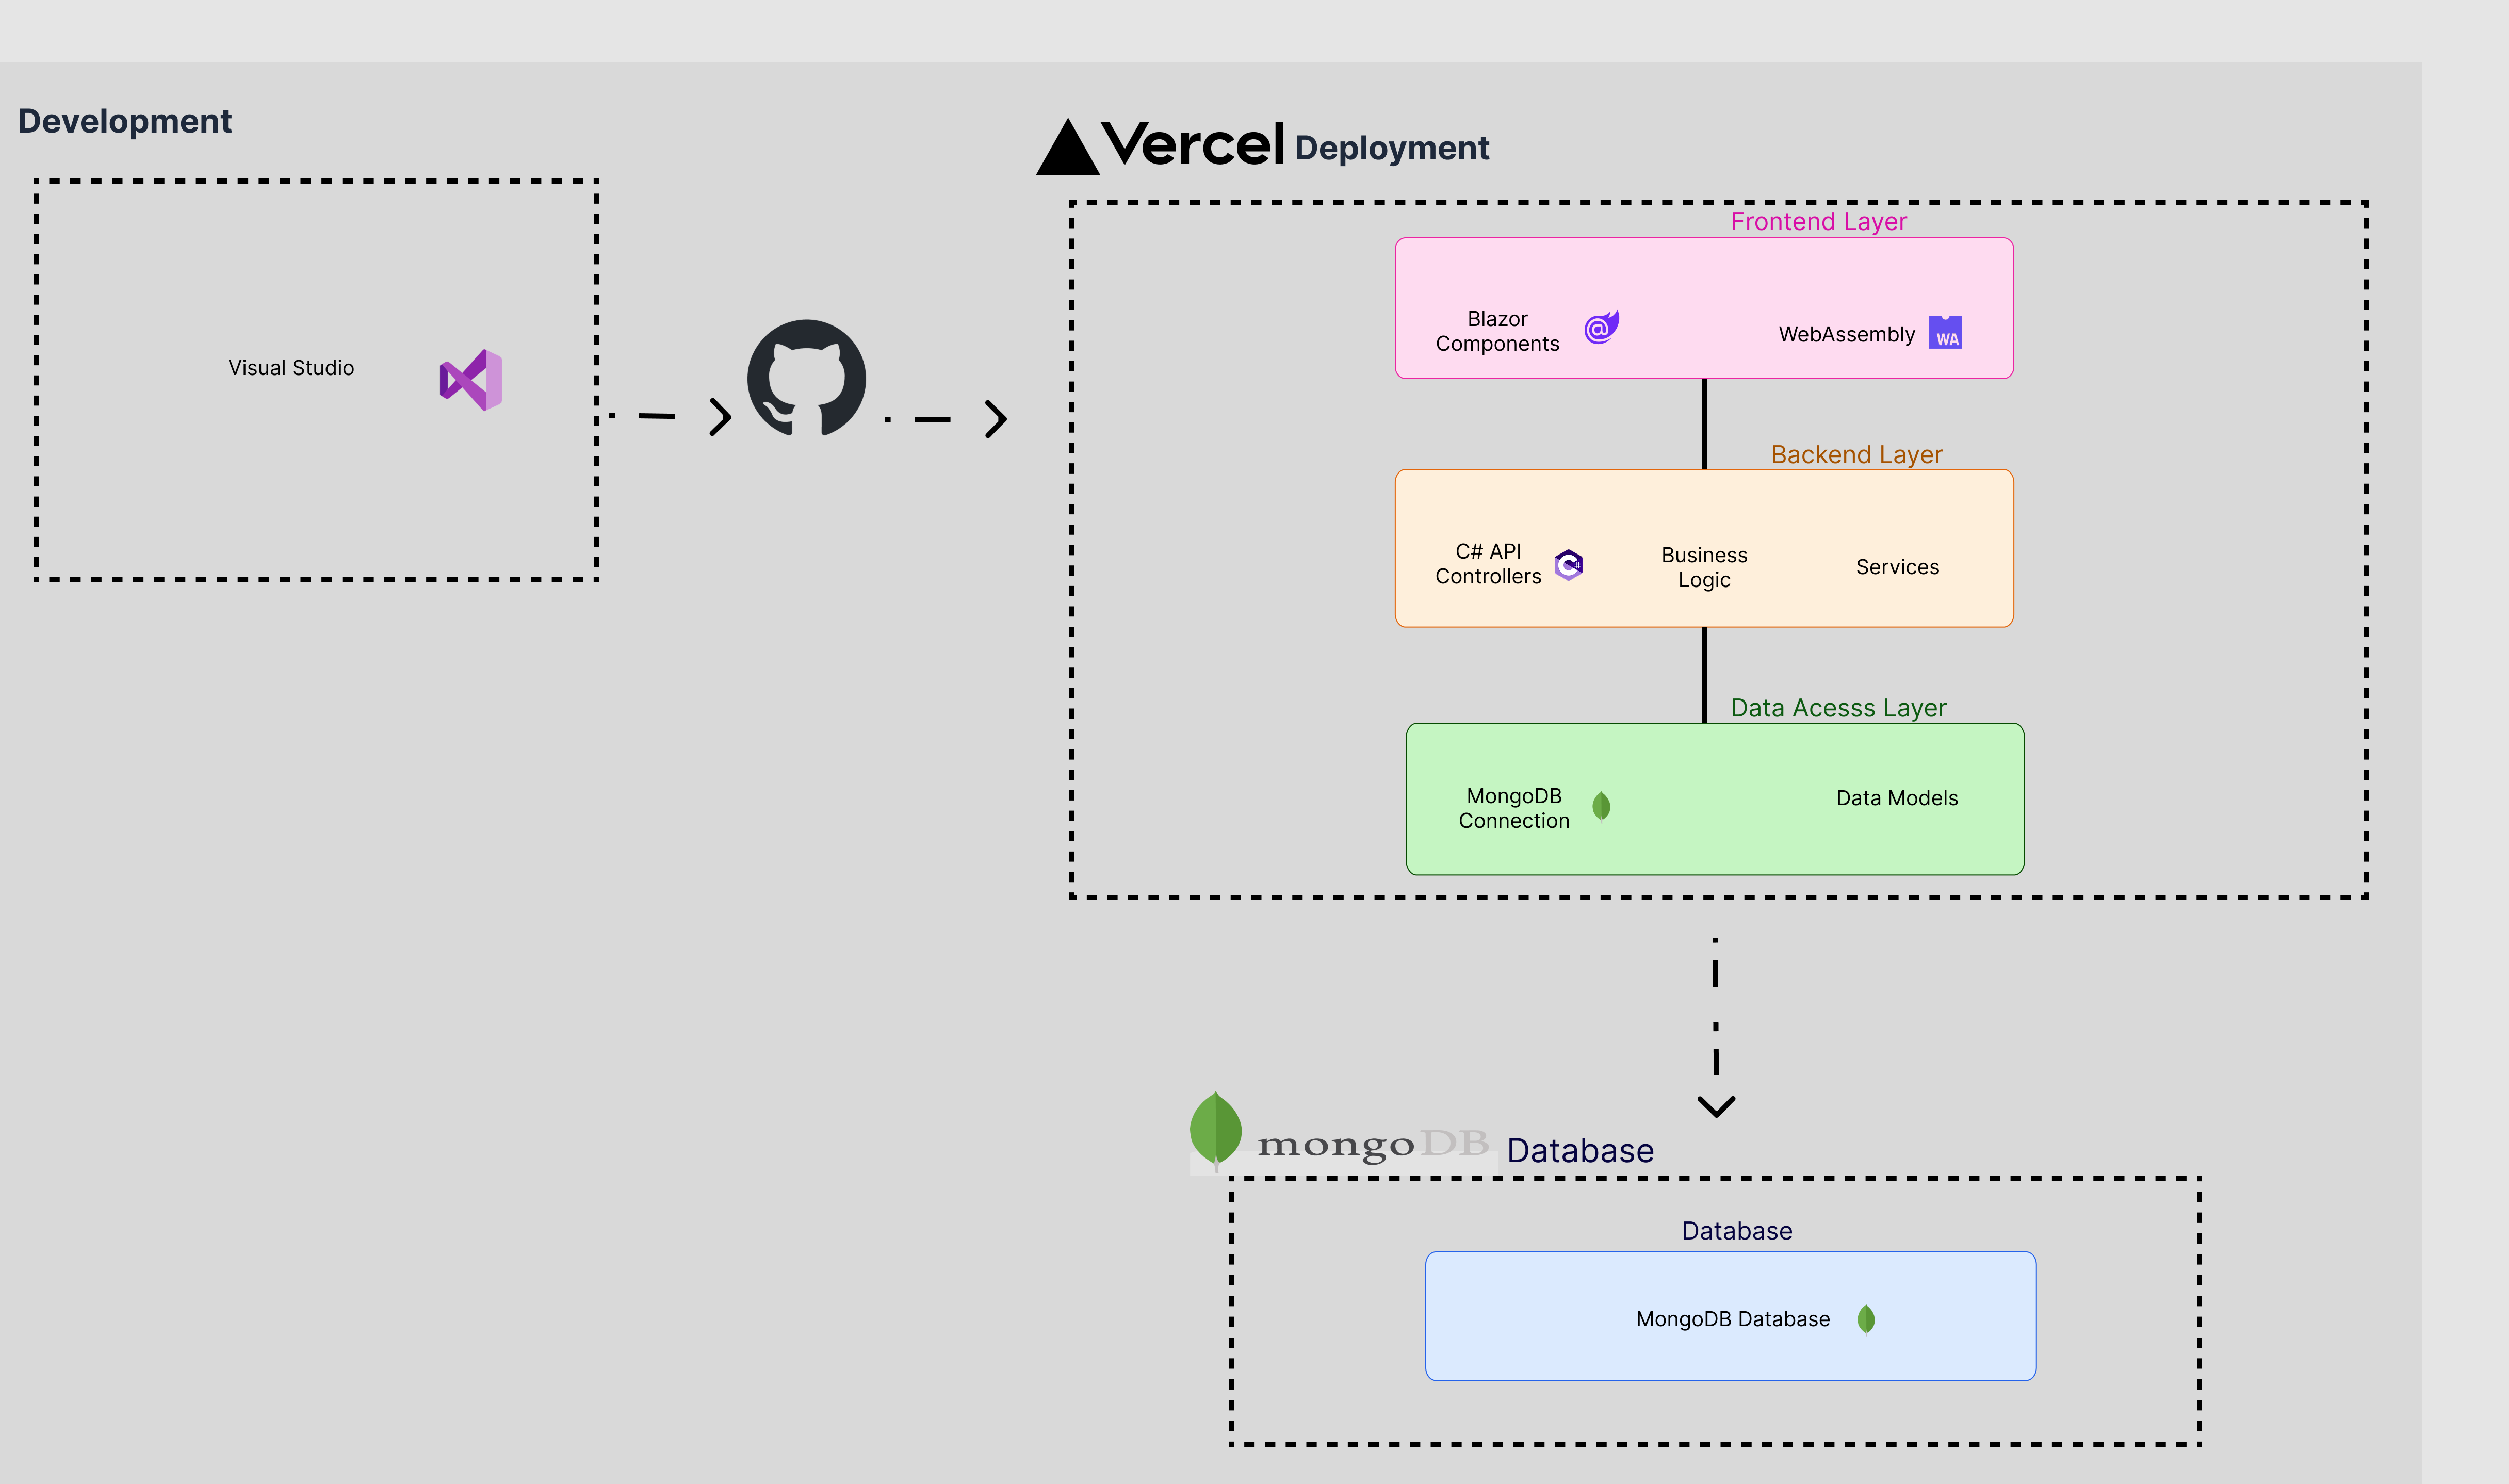 Development
Vercel Deployment
Visual Studio
Frontend Layer
Blazor
Components
@
WebAssembly
WA
Backend Layer
C# API
Controllers
C#
Business
Logic
Services
Data Acesss Layer
MongoDB
Connection
Data Models
mongoDB Database
Database
MongoDB Database